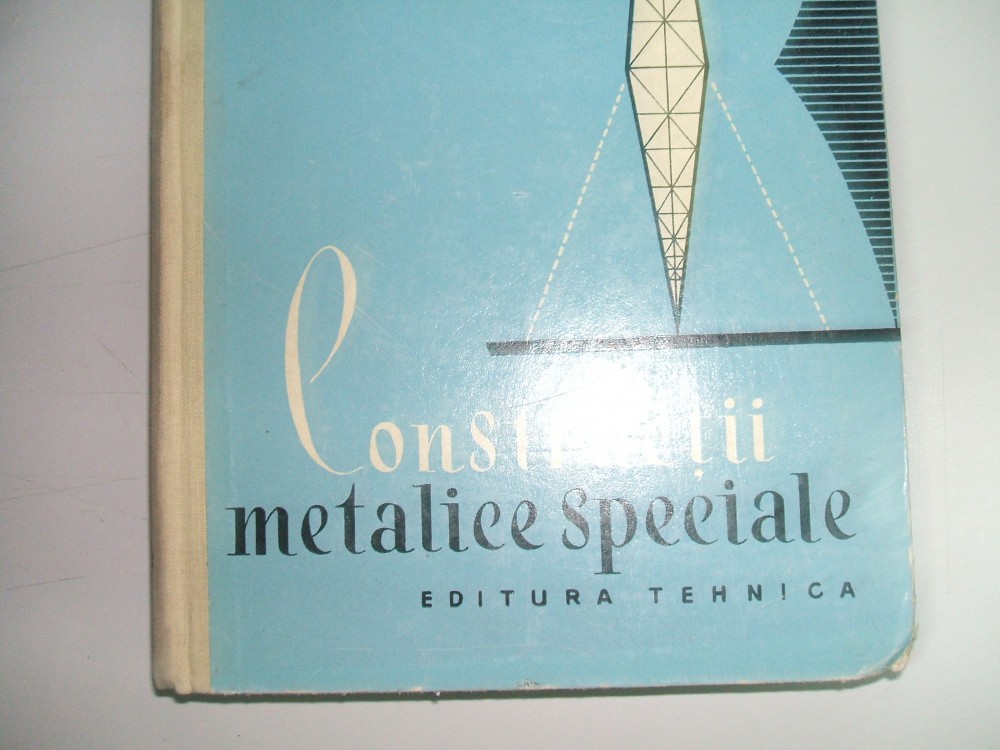 Construcții
metalice speciale
EDITURA TEHNICA